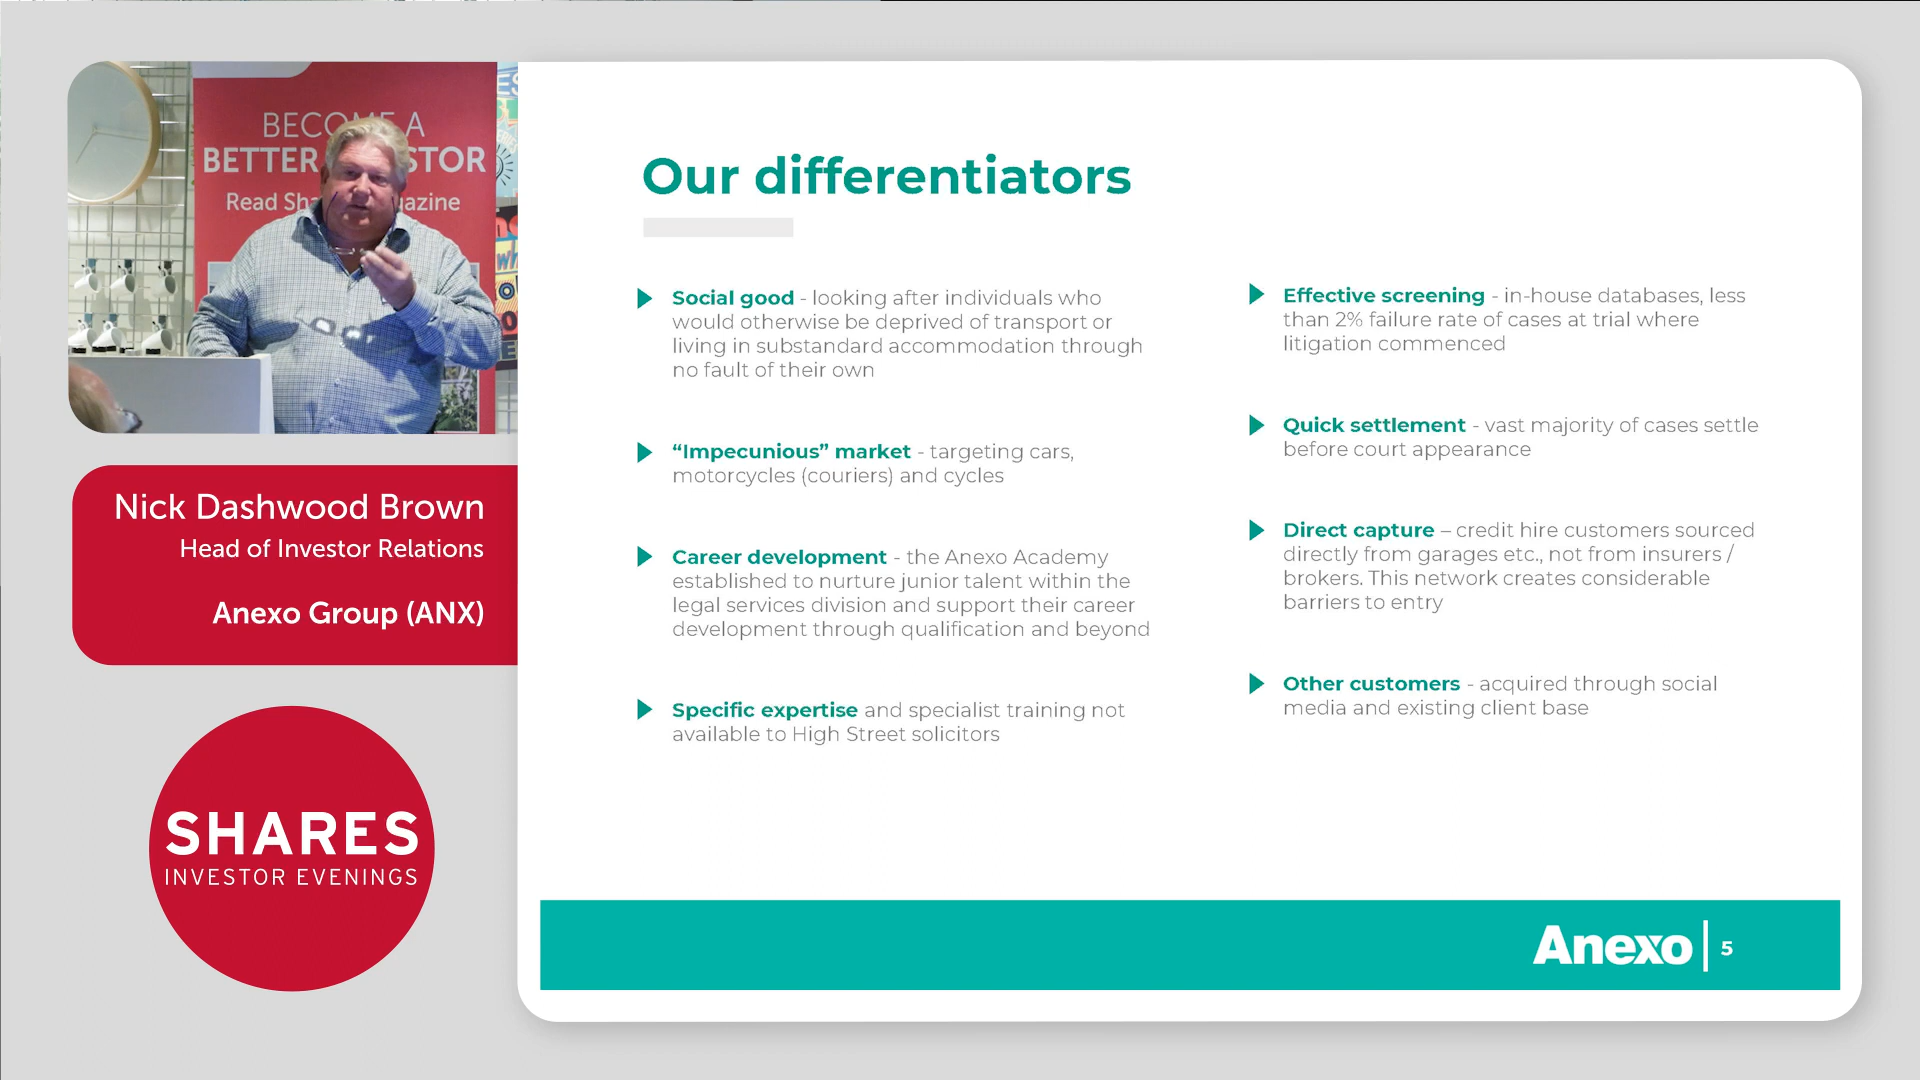 BECOME A
BETTER
STOR
Read Sha
azine
Nick Dashwood Brown
Head of Investor Relations
Anexo Group (ANX)
SHARES
INVESTOR EVENINGS
Our differentiators
Social good - looking after individuals who
would otherwise be deprived of transport or
living in substandard accommodation through
no fault of their own
“Impecunious” market - targeting cars,
motorcycles (couriers) and cycles
Career development - the Anexo Academy
established to nurture junior talent within the
legal services division and support their career
development through qualification and beyond
Specific expertise and specialist training not
available to High Street solicitors
Effective screening - in-house databases, less
than 2% failure rate of cases at trial where
litigation commenced
Quick settlement - vast majority of cases settle
before court appearance
Direct capture – credit hire customers sourced
directly from garages etc., not from insurers /
brokers. This network creates considerable
barriers to entry
Other customers - acquired through social
media and existing client base
Anexo 5